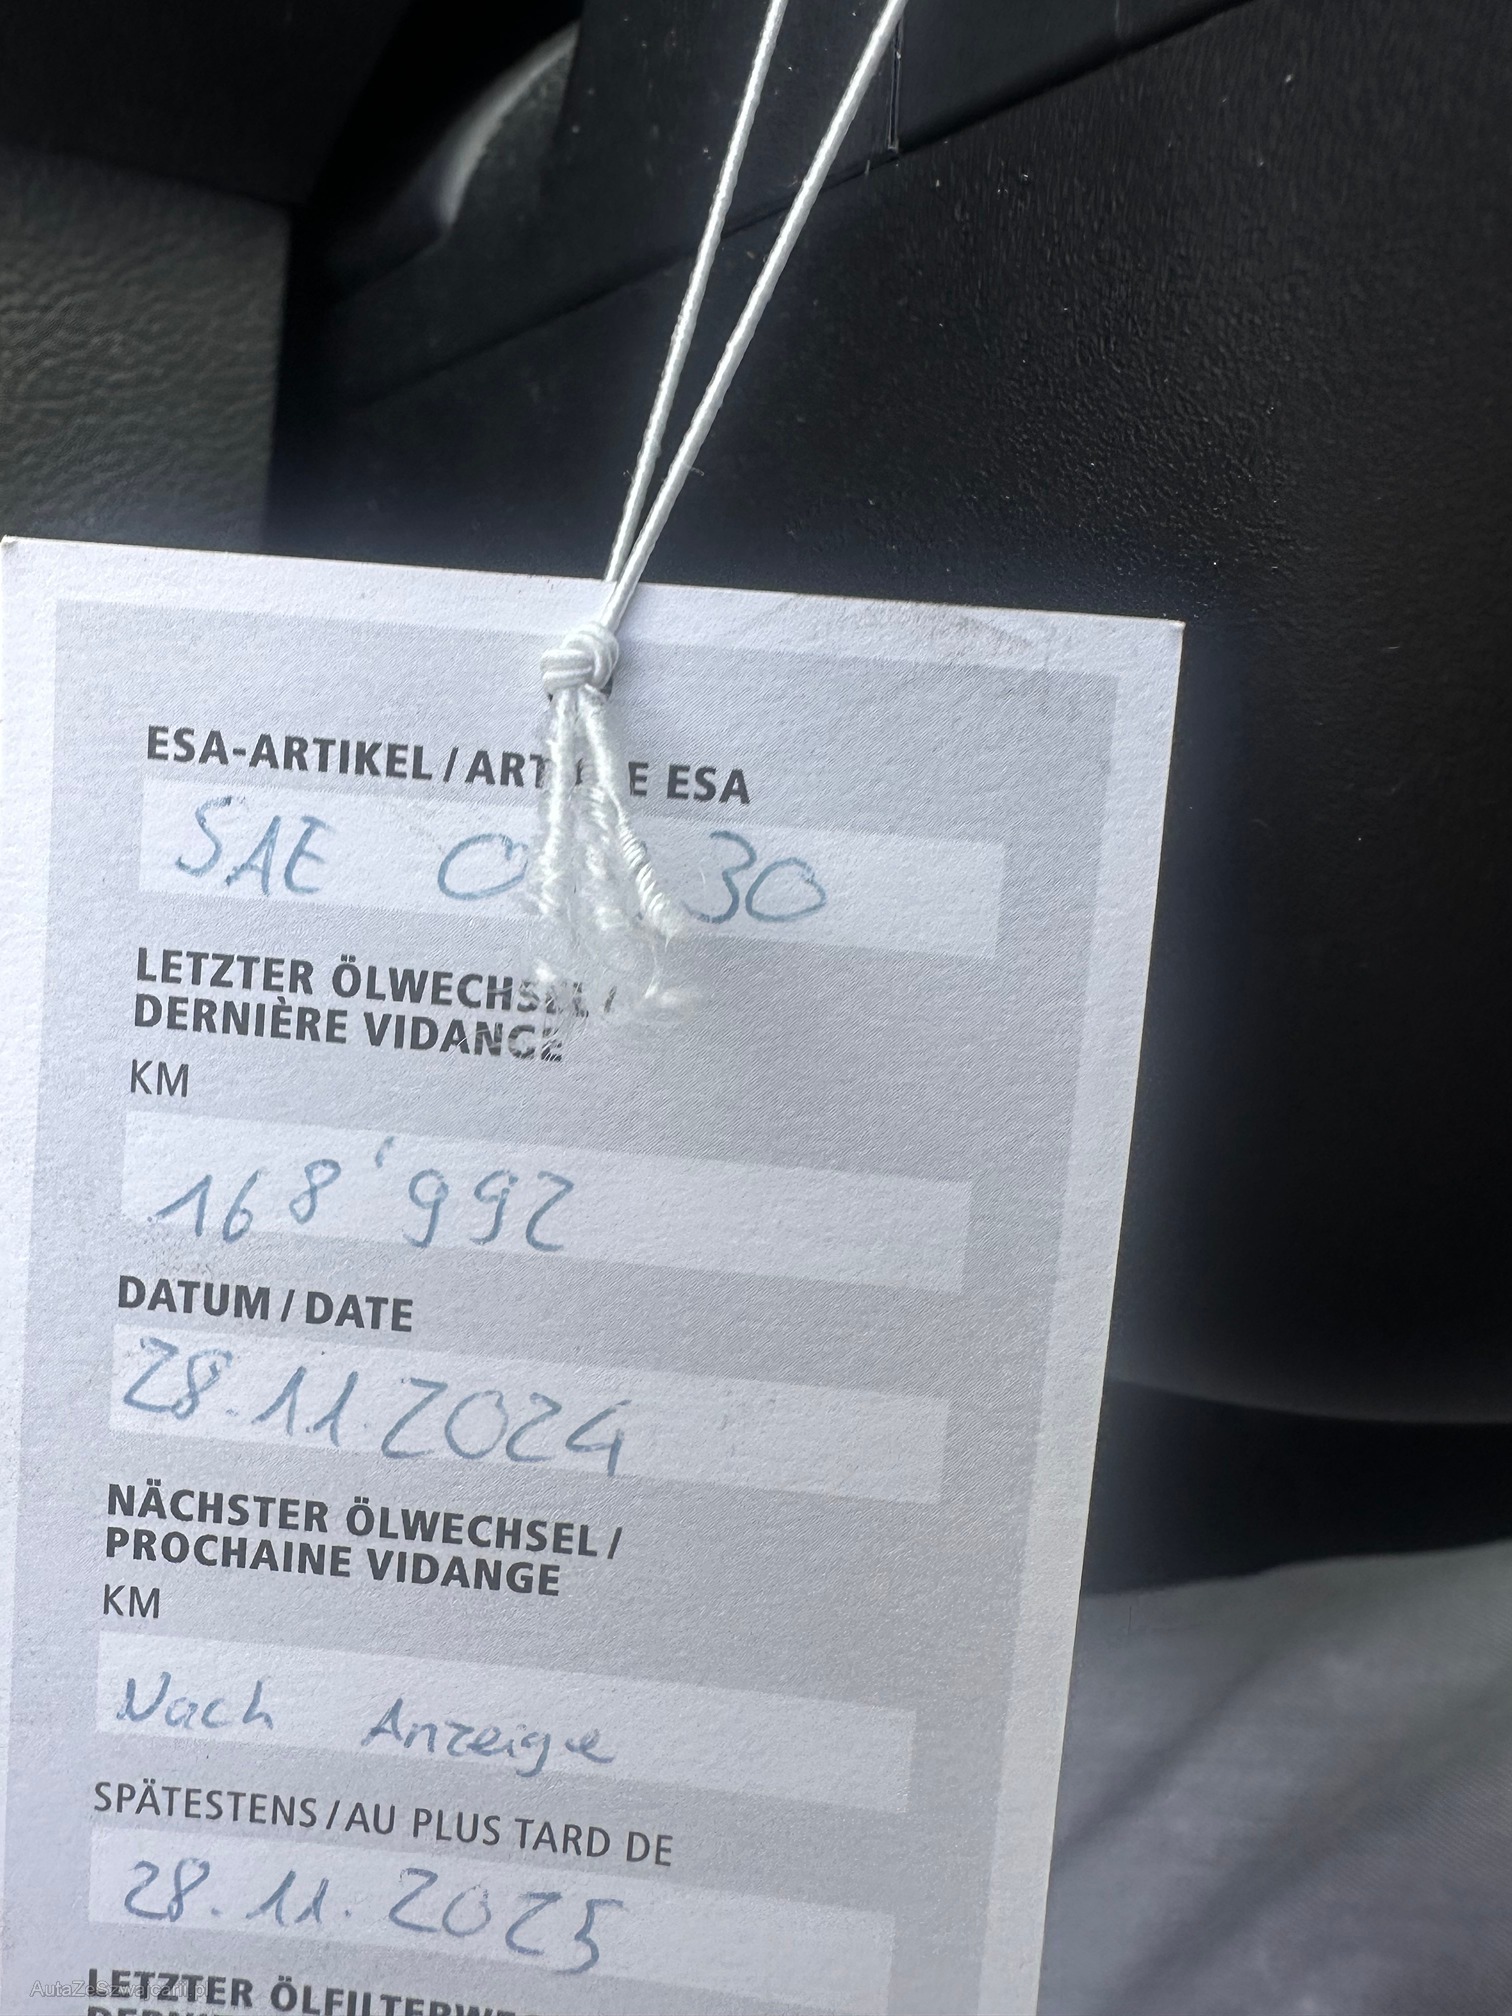 ESA-ARTIKEL / ESA
SAE 30
LETZTER ÖLWECHSEL /
DERNIÈRE VIDANGE
KM
168'992
DATUM / DATE
28.11.2024
NÄCHSTER ÖLWECHSEL /
PROCHAINE VIDANGE
KM
Nach Anzeige
SPÄTESTENS / AU PLUS TARD DE
28.11.2025
LETZTER
AutaZeSzwajcarii.pl